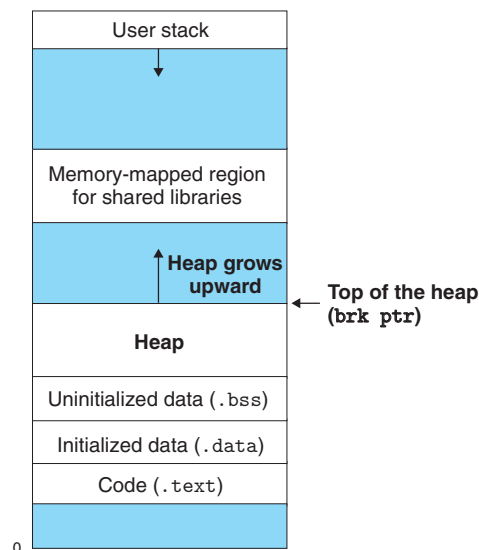 User stack
Memory-mapped region
for shared libraries
Heap grows
upward
Top of the heap
(brk ptr)
Heap
Uninitialized data (.bss)
Initialized data (.data)
Code (.text)
0